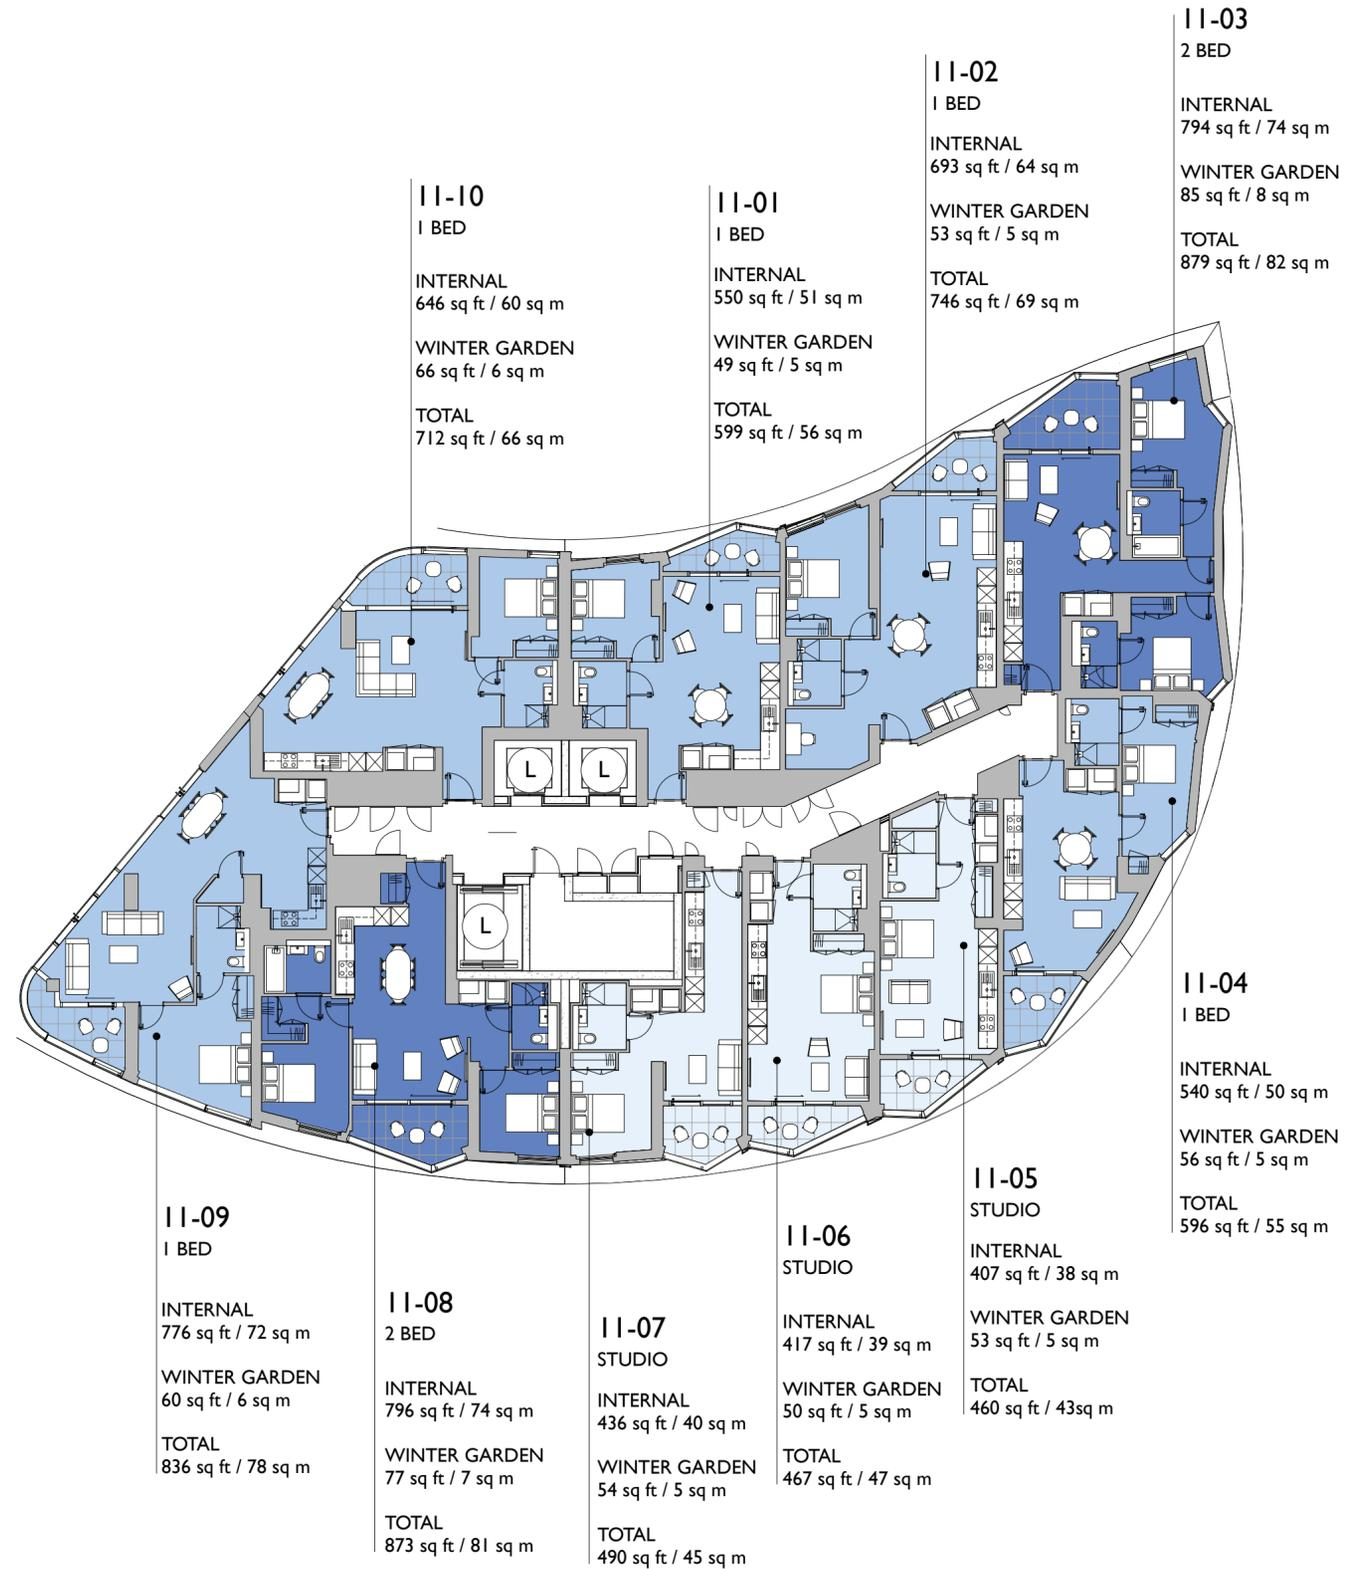 11-03
2 BED
INTERNAL
794 sq ft / 74 sq m
WINTER GARDEN
85 sq ft / 8 sq m
TOTAL
879 sq ft / 82 sq m
11-02
1 BED
INTERNAL
693 sq ft / 64 sq m
WINTER GARDEN
53 sq ft / 5 sq m
TOTAL
746 sq ft / 69 sq m
11-10
1 BED
INTERNAL
646 sq ft / 60 sq m
WINTER GARDEN
66 sq ft / 6 sq m
TOTAL
712 sq ft / 66 sq m
11-01
1 BED
INTERNAL
550 sq ft / 51 sq m
WINTER GARDEN
49 sq ft / 5 sq m
TOTAL
599 sq ft / 56 sq m
L
L
L
11-04
1 BED
INTERNAL
540 sq ft / 50 sq m
WINTER GARDEN
56 sq ft / 5 sq m
TOTAL
596 sq ft / 55 sq m
11-05
STUDIO
INTERNAL
407 sq ft / 38 sq m
WINTER GARDEN
53 sq ft / 5 sq m
TOTAL
460 sq ft / 43sq m
11-06
STUDIO
INTERNAL
417 sq ft / 39 sq m
WINTER GARDEN
50 sq ft / 5 sq m
TOTAL
467 sq ft / 47 sq m
11-07
STUDIO
INTERNAL
436 sq ft / 40 sq m
WINTER GARDEN
54 sq ft / 5 sq m
TOTAL
490 sq ft / 45 sq m
11-08
2 BED
INTERNAL
796 sq ft / 74 sq m
WINTER GARDEN
77 sq ft / 7 sq m
TOTAL
873 sq ft / 81 sq m
11-09
1 BED
INTERNAL
776 sq ft / 72 sq m
WINTER GARDEN
60 sq ft / 6 sq m
TOTAL
836 sq ft / 78 sq m